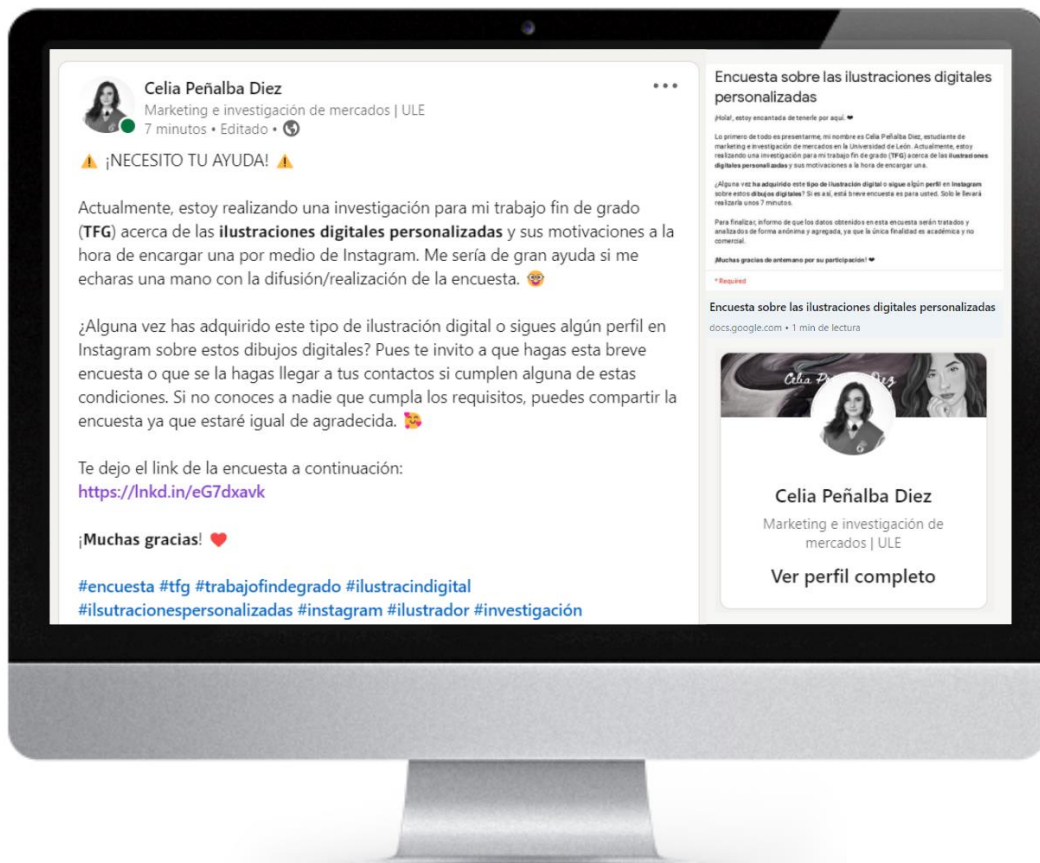 Celia Peñalba Diez
Marketing e investigación de mercados | ULE
7 minutos • Editado •
⚠ ¡NECESITO TU AYUDA! ⚠
Actualmente, estoy realizando una investigación para mi trabajo fin de grado
(TFG) acerca de las ilustraciones digitales personalizadas y sus motivaciones a la
hora de encargar una por medio de Instagram. Me sería de gran ayuda si me
echaras una mano con la difusión/realización de la encuesta. 🤓
¿Alguna vez has adquirido este tipo de ilustración digital o sigues algún perfil en
Instagram sobre estos dibujos digitales? Pues te invito a que hagas esta breve
encuesta o que se la hagas llegar a tus contactos si cumplen alguna de estas
condiciones. Si no conoces a nadie que cumpla los requisitos, puedes compartir la
encuesta ya que estaré igual de agradecida. 🥰
Te dejo el link de la encuesta a continuación:
https://lnkd.in/eG7dxavk
¡Muchas gracias! ❤
#encuesta #tfg #trabajofindegrado #ilustracindigital
#ilsutracionespersonalizadas #instagram #ilustrador #investigación
Encuesta sobre las ilustraciones digitales
personalizadas
¡Hola!, estoy encantada de tenerle por aquí. ❤
Lo primero de todo es presentarme, mi nombre es Celia Peñalba Diez, estudiante de
marketing e investigación de mercados en la Universidad de León. Actualmente, estoy
realizando una investigación para mi trabajo fin de grado (TFG) acerca de las ilustraciones
digitales personalizadas y sus motivaciones a la hora de encargar una.
¿Alguna vez ha adquirido este tipo de ilustración digital o sigue algún perfil en Instagram
sobre estos dibujos digitales? Si es así, está breve encuesta es para usted. Solo le llevará
realizarla unos 7 minutos.
Para finalizar, informo de que los datos obtenidos en esta encuesta serán tratados y
analizados de forma anónima y agregada, ya que la única finalidad es académica y no
comercial.
¡Muchas gracias de antemano por su participación! ❤
* Required
Encuesta sobre las ilustraciones digitales personalizadas
docs.google.com • 1 min de lectura
Celia
Celia Peñalba Diez
Marketing e investigación de
mercados | ULE
Ver perfil completo